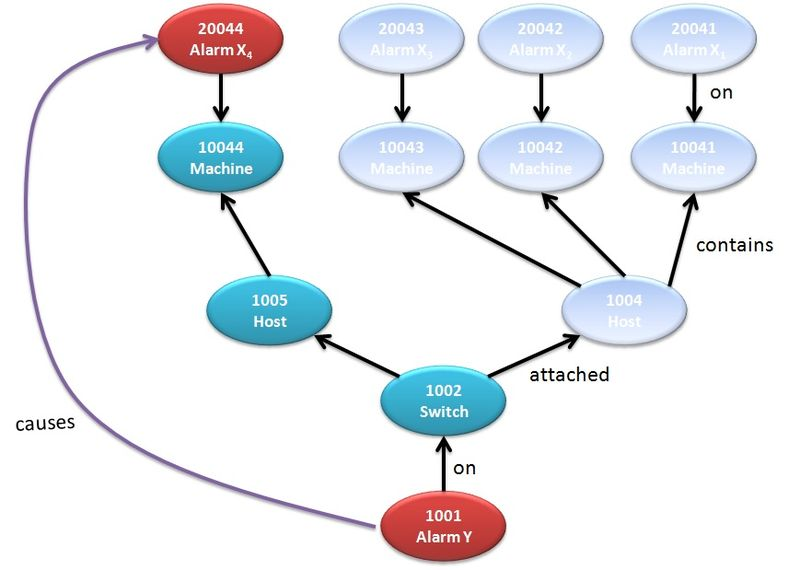 20044
Alarm X4
20043
Alarm X3
20042
Alarm X2
20041
Alarm X1
on
10044
Machine
10043
Machine
10042
Machine
10041
Machine
contains
1005
Host
1004
Host
attached
1002
Switch
causes
on
1001
Alarm Y